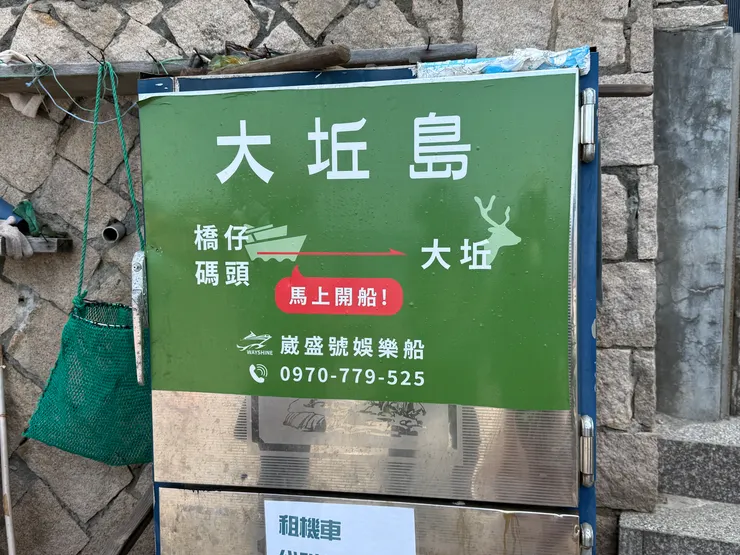 大坵島
橋仔
碼頭
大坵
馬上開船!
WAYSHINE
崴盛號娛樂船
0970-779-525
租機車